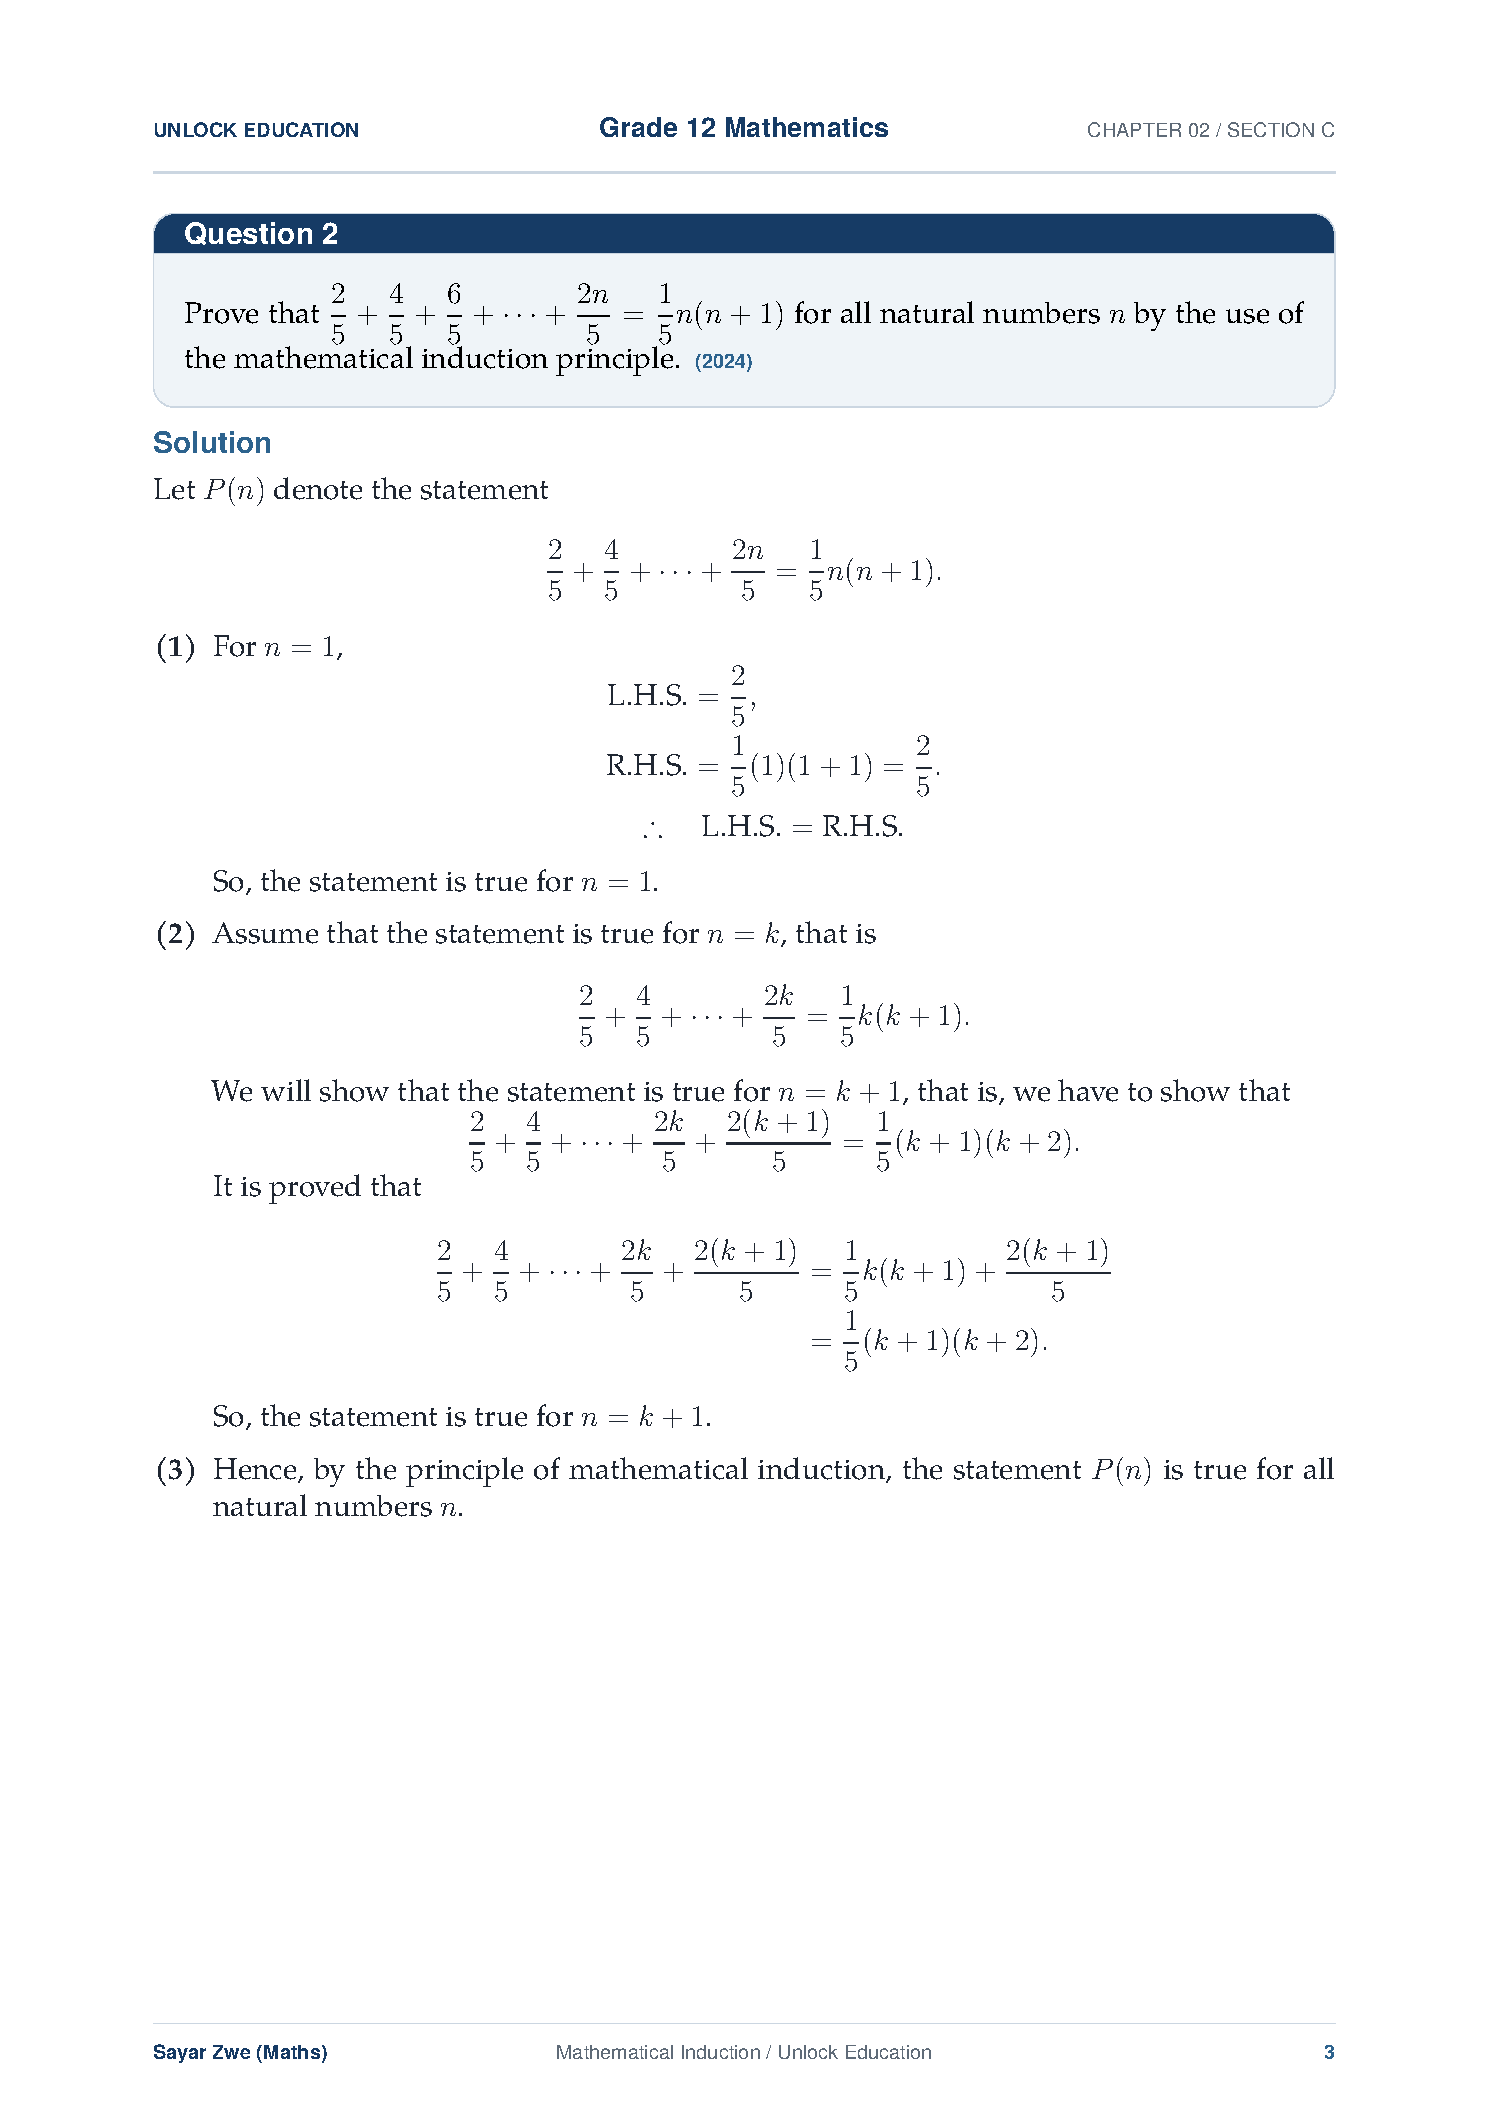 UNLOCK EDUCATION Grade 12 Mathematics CHAPTER 02 / SECTION C
Question 2
Prove that 2/5 + 4/5 + 6/5 + ··· + 2n/5 = 1/5 n(n + 1) for all natural numbers n by the use of
the mathematical induction principle. (2024)
Solution
Let P(n) denote the statement
2/5 + 4/5 + ··· + 2n/5 = 1/5 n(n + 1).
(1) For n = 1,
L.H.S. = 2/5,
R.H.S. = 1/5 (1)(1 + 1) = 2/5.
∴ L.H.S. = R.H.S.
So, the statement is true for n = 1.
(2) Assume that the statement is true for n = k, that is
2/5 + 4/5 + ··· + 2k/5 = 1/5 k(k + 1).
We will show that the statement is true for n = k + 1, that is, we have to show that
2/5 + 4/5 + ··· + 2k/5 + 2(k + 1)/5 = 1/5 (k + 1)(k + 2).
It is proved that
2/5 + 4/5 + ··· + 2k/5 + 2(k + 1)/5 = 1/5 k(k + 1) + 2(k + 1)/5
= 1/5 (k + 1)(k + 2).
So, the statement is true for n = k + 1.
(3) Hence, by the principle of mathematical induction, the statement P(n) is true for all
natural numbers n.
Sayar Zwe (Maths) Mathematical Induction / Unlock Education 3